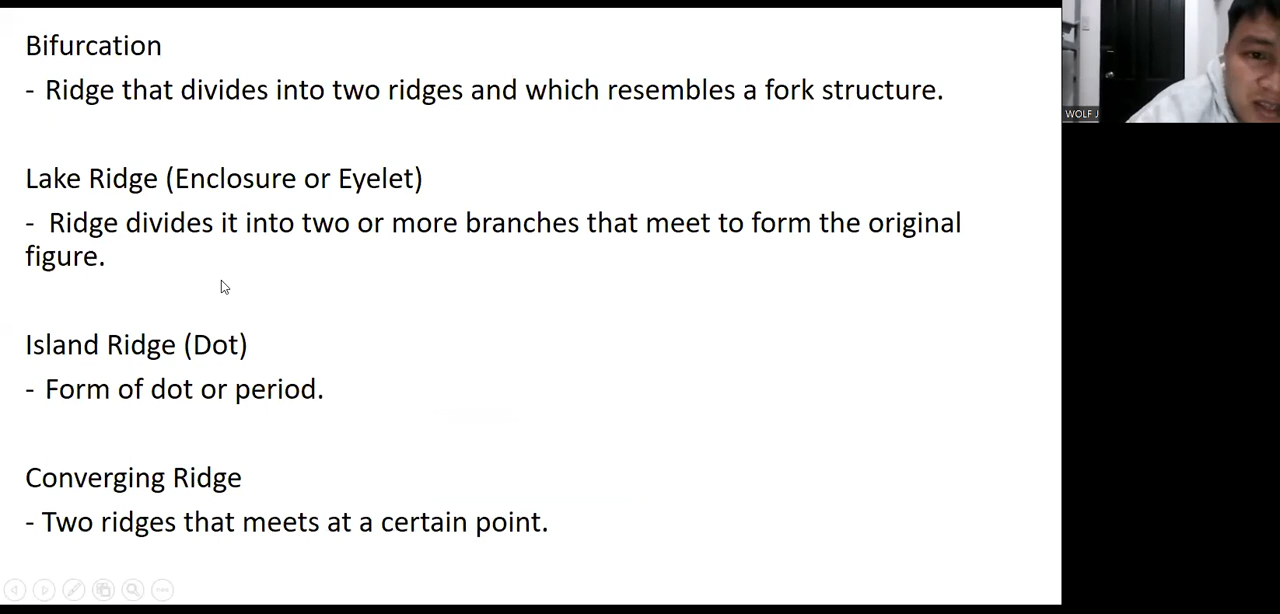 Bifurcation
- Ridge that divides into two ridges and which resembles a fork structure.
Lake Ridge (Enclosure or Eyelet)
- Ridge divides it into two or more branches that meet to form the original
figure.
Island Ridge (Dot)
- Form of dot or period.
Converging Ridge
- Two ridges that meets at a certain point.
WOLF J